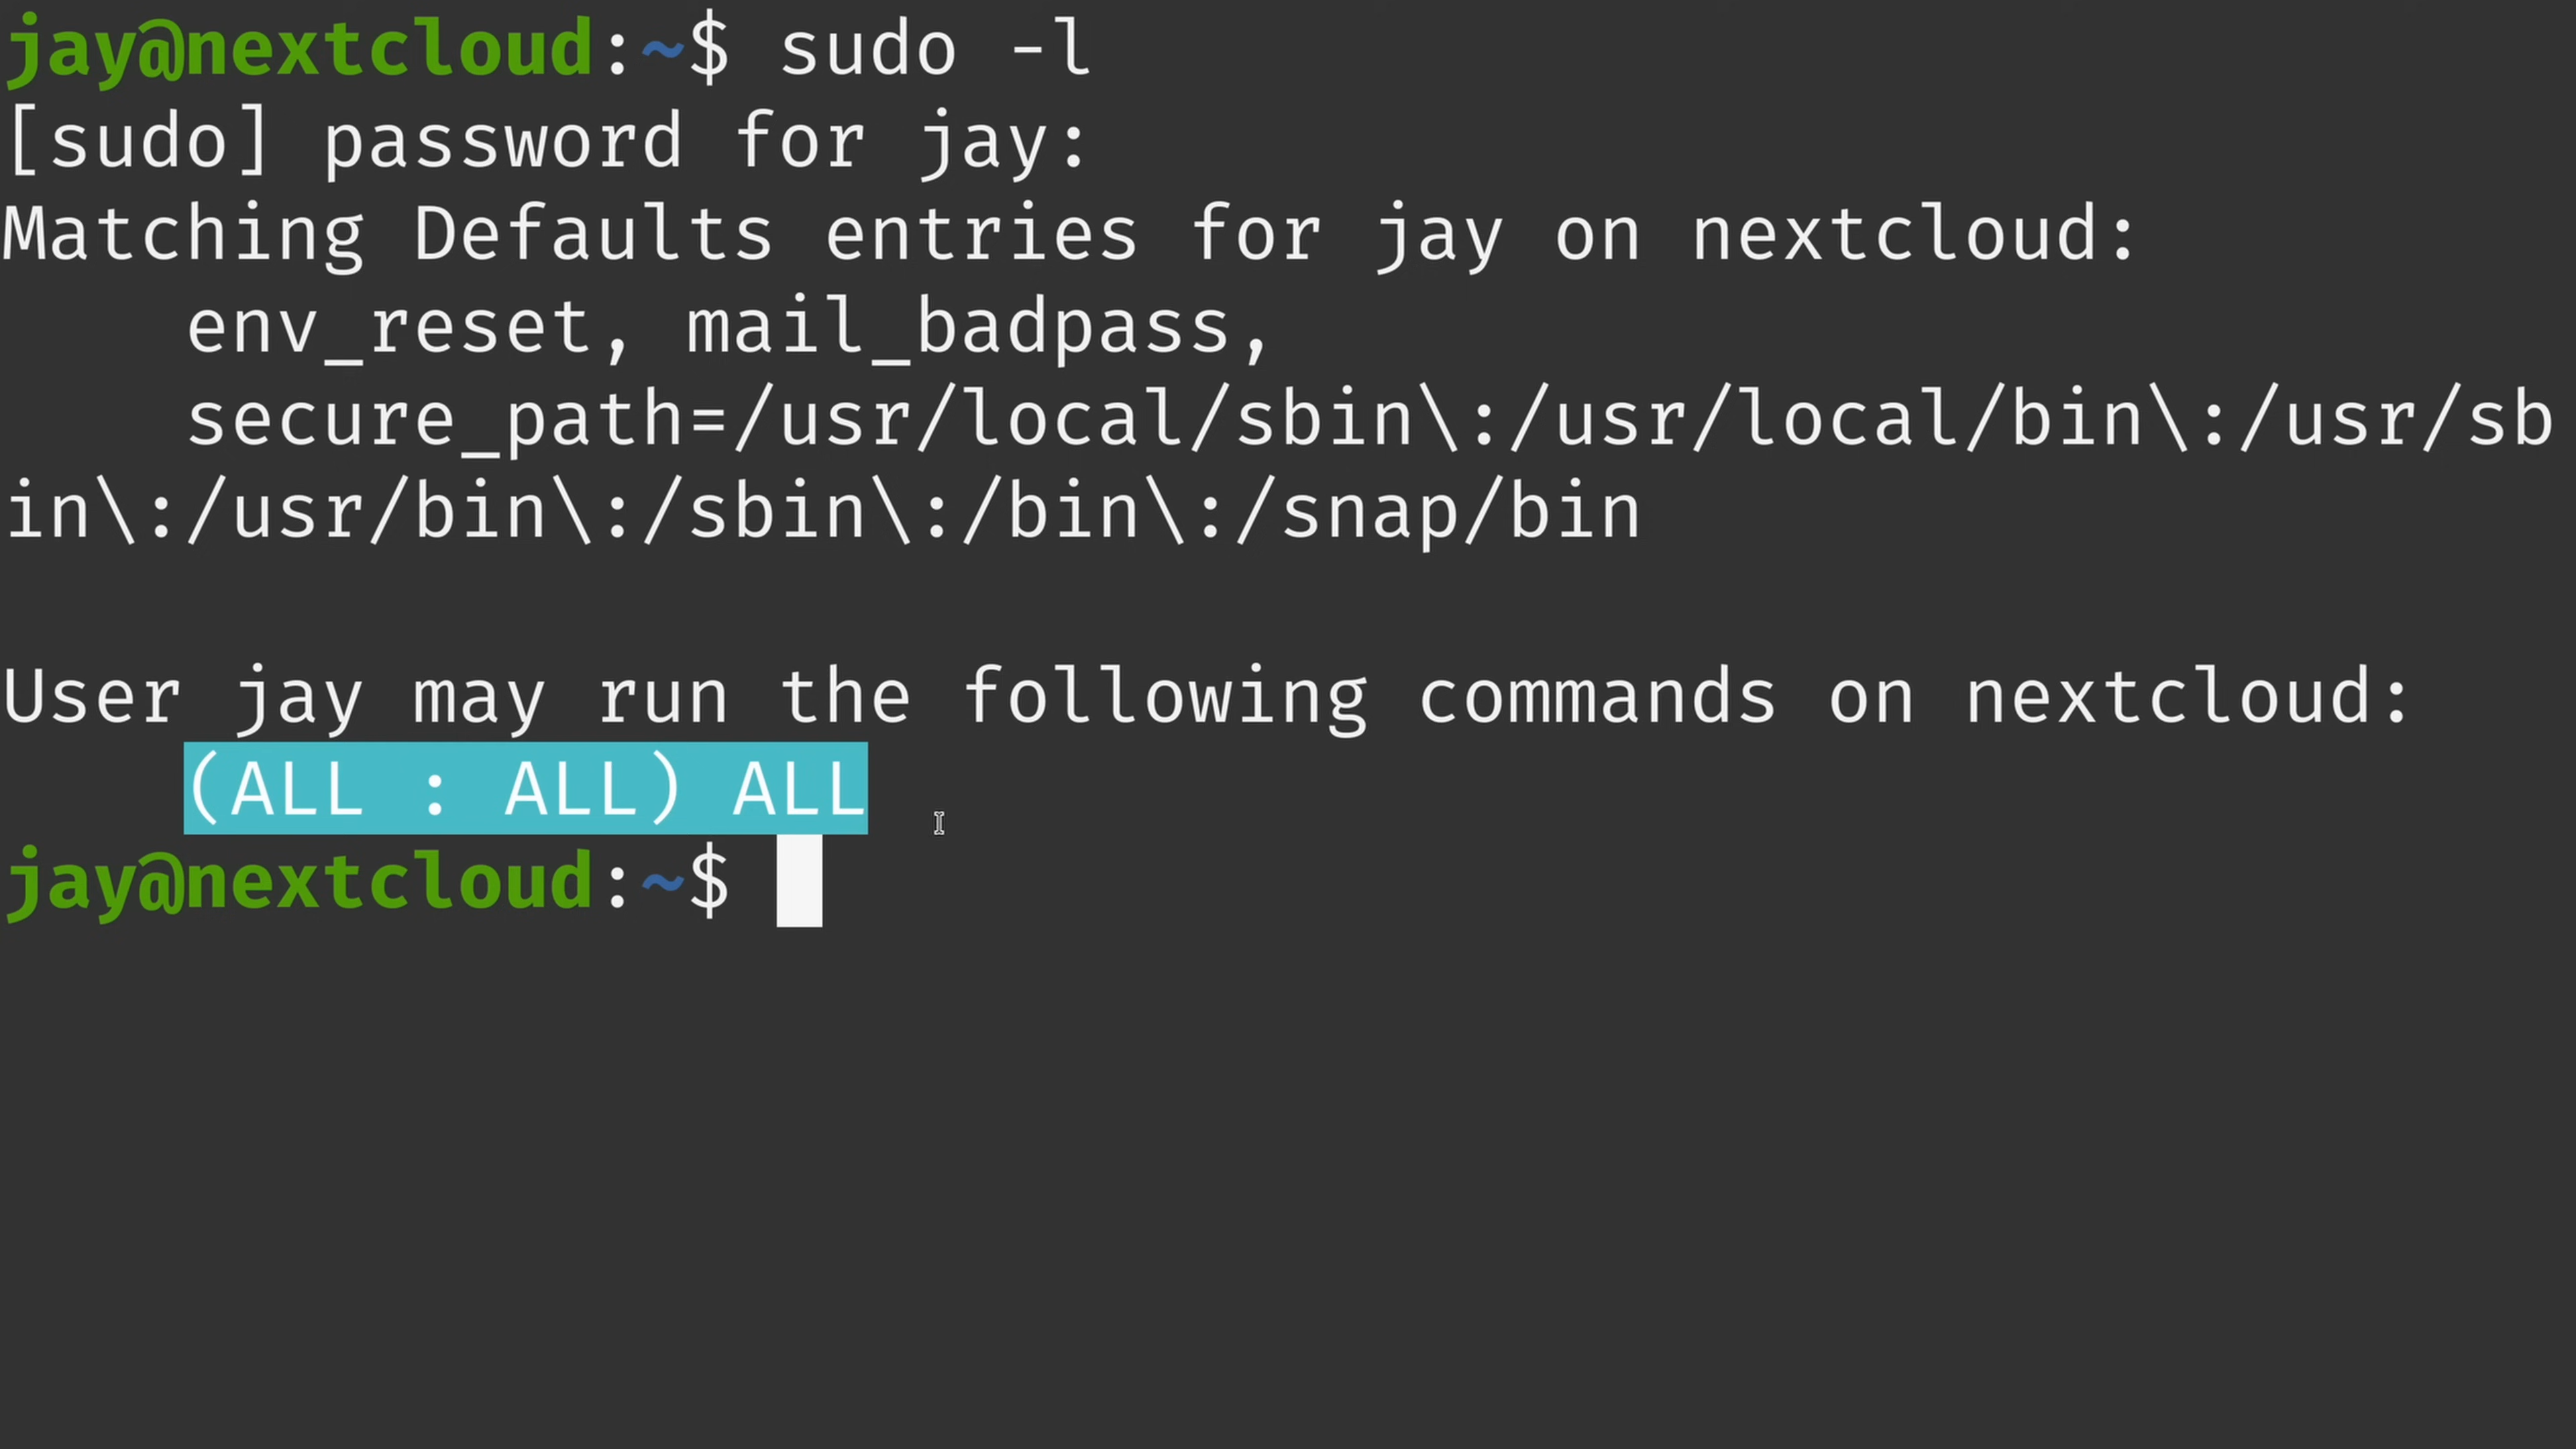 jay@nextcloud:~$ sudo -l
[sudo] password for jay:
Matching Defaults entries for jay on nextcloud:
    env_reset, mail_badpass,
    secure_path=/usr/local/sbin\:/usr/local/bin\:/usr/sb
in\:/usr/bin\:/sbin\:/bin\:/snap/bin

User jay may run the following commands on nextcloud:
    (ALL : ALL) ALL
jay@nextcloud:~$